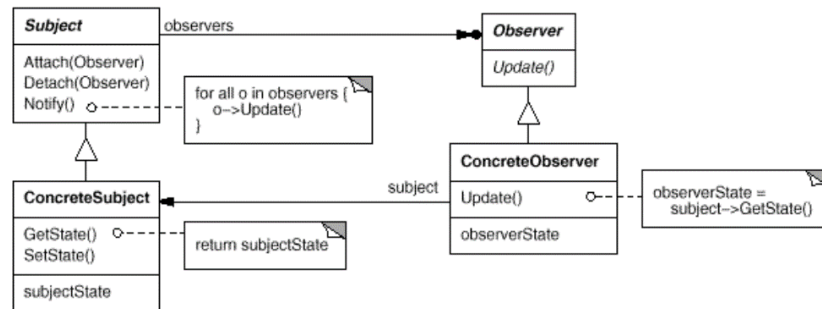 Subject
Attach(Observer)
Detach(Observer)
Notify()
observers
Observer
Update()
for all o in observers {
o->Update()
}
ConcreteSubject
GetState()
SetState()
subjectState
return subjectState
subject
ConcreteObserver
Update()
observerState
observerState =
subject->GetState()